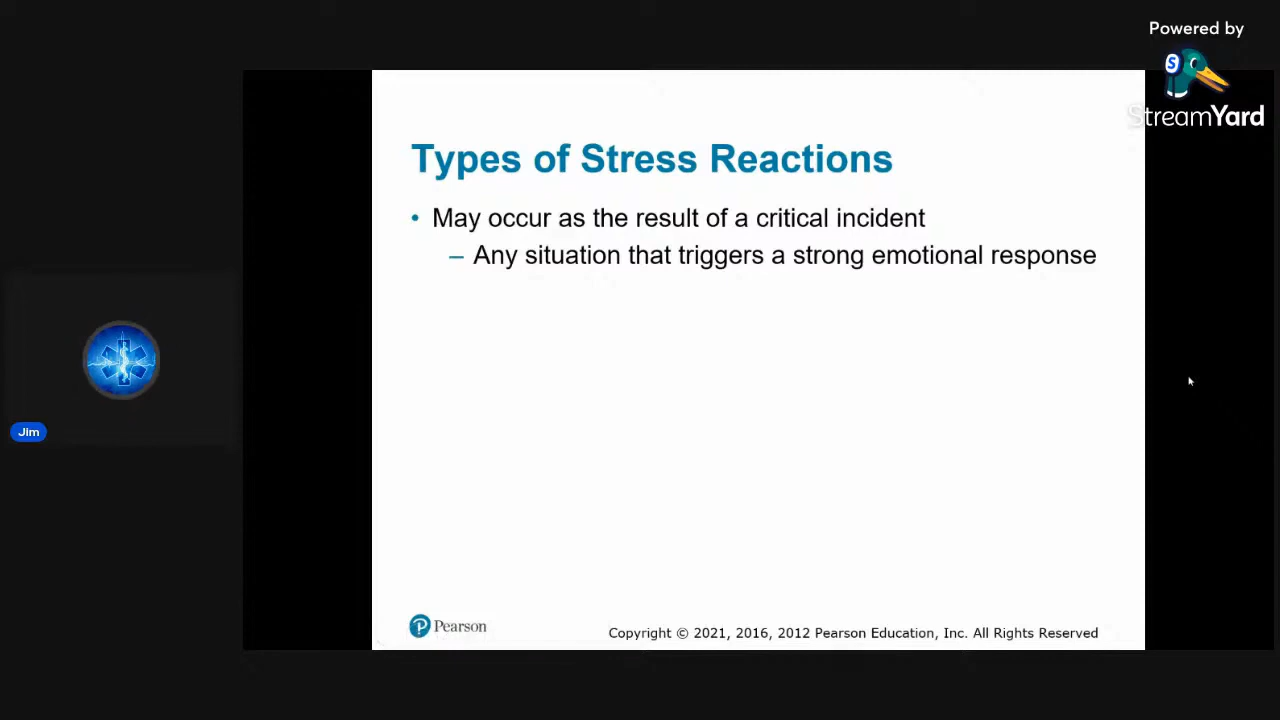 Powered by
StreamYard
Types of Stress Reactions
• May occur as the result of a critical incident
– Any situation that triggers a strong emotional response
Jim
Pearson
Copyright © 2021, 2016, 2012 Pearson Education, Inc. All Rights Reserved